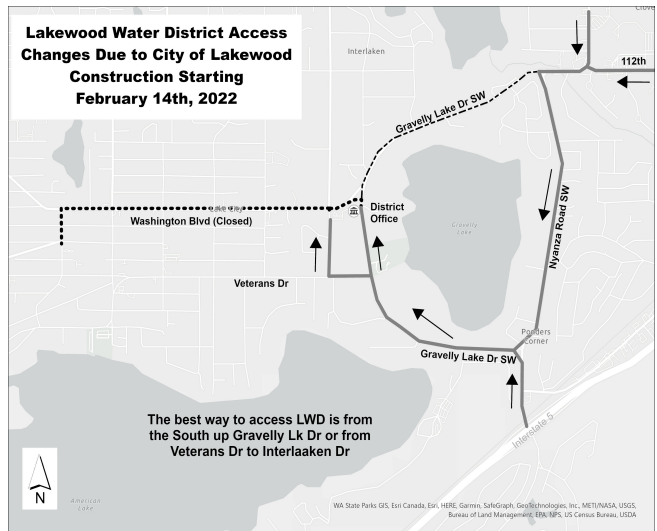 Lakewood Water District Access
Changes Due to City of Lakewood
Construction Starting
February 14th, 2022
Interlaken
112th
Gravelly Lake Dr SW
Lake City
Washington Blvd (Closed)
District
Office
Gravelly
Lake
Nyanza Road SW
Veterans Dr
Ponders
Corner
Gravelly Lake Dr SW
Interstate 5
The best way to access LWD is from
the South up Gravelly Lk Dr or from
Veterans Dr to Interlaaken Dr
N
American
Lake
WA State Parks GIS, Esri Canada, Esri, HERE, Garmin, SafeGraph, GeoTechnologies, Inc, METI/NASA, USGS,
Bureau of Land Management, EPA, NPS, US Census Bureau, USDA